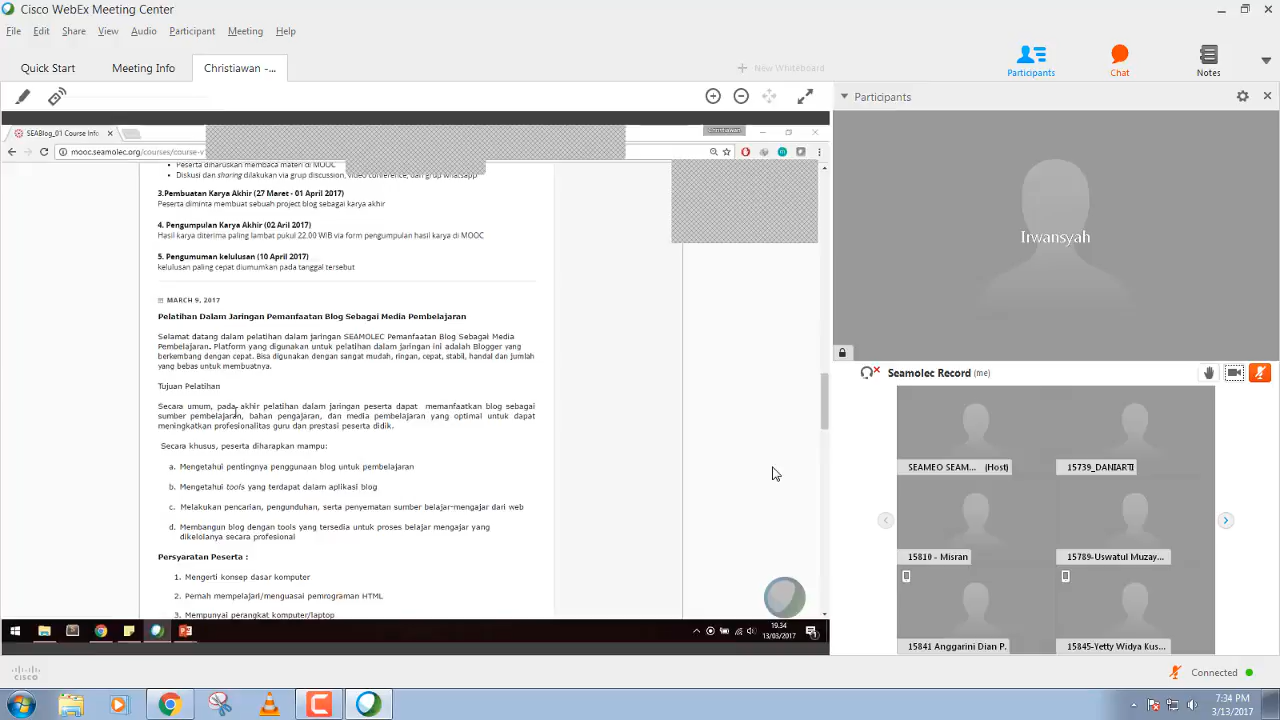 Cisco WebEx Meeting Center
File Edit Share View Audio Participant Meeting Help
Quick Start Meeting Info Christiawan -...
New Whiteboard
Participants Chat Notes
Participants
SEABlog_01 Course Info
Christiawan
mooc.seamolec.org/courses/course-v
Peserta diharuskan membaca materi di MOOC
Diskusi dan sharing dilakukan via grup discussion, video conference, dan grup whatsapp
3.Pembuatan Karya Akhir (27 Maret - 01 April 2017)
Peserta diminta membuat sebuah project blog sebagai karya akhir
4. Pengumpulan Karya Akhir (02 Aril 2017)
Hasil karya diterima paling lambat pukul 22.00 WIB via form pengumpulan hasil karya di MOOC
5. Pengumuman kelulusan (10 April 2017)
kelulusan paling cepat diumumkan pada tanggal tersebut
MARCH 9, 2017
Pelatihan Dalam Jaringan Pemanfaatan Blog Sebagai Media Pembelajaran
Selamat datang dalam pelatihan dalam jaringan SEAMOLEC Pemanfaatan Blog Sebagai Media
Pembelajaran. Platform yang digunakan untuk pelatihan dalam jaringan ini adalah Blogger yang
berkembang dengan cepat. Bisa digunakan dengan sangat mudah, ringan, cepat, stabil, handal dan jumlah
yang bebas untuk membuatnya.
Tujuan Pelatihan
Secara umum, pada akhir pelatihan dalam jaringan peserta dapat memanfaatkan blog sebagai
sumber pembelajaran, bahan pengajaran, dan media pembelajaran yang optimal untuk dapat
meningkatkan profesionalitas guru dan prestasi peserta didik.
Secara khusus, peserta diharapkan mampu:
a. Mengetahui pentingnya penggunaan blog untuk pembelajaran
b. Mengetahui tools yang terdapat dalam aplikasi blog
c. Melakukan pencarian, pengunduhan, serta penyematan sumber belajar-mengajar dari web
d. Membangun blog dengan tools yang tersedia untuk proses belajar mengajar yang
dikelolanya secara profesional
Persyaratan Peserta :
1. Mengerti konsep dasar komputer
2. Pernah mempelajari/menguasai pemrograman HTML
3. Mempunyai perangkat komputer/laptop
19.34
13/03/2017
Irwansyah
Seamolec Record (me)
SEAMEO SEAM... (Host) 15739_DANIARTI
15810 - Misran 15789-Uswatul Muzay...
15841 Anggarini Dian P. 15845-Yetty Widya Kus...
cisco
Connected
7:34 PM
3/13/2017